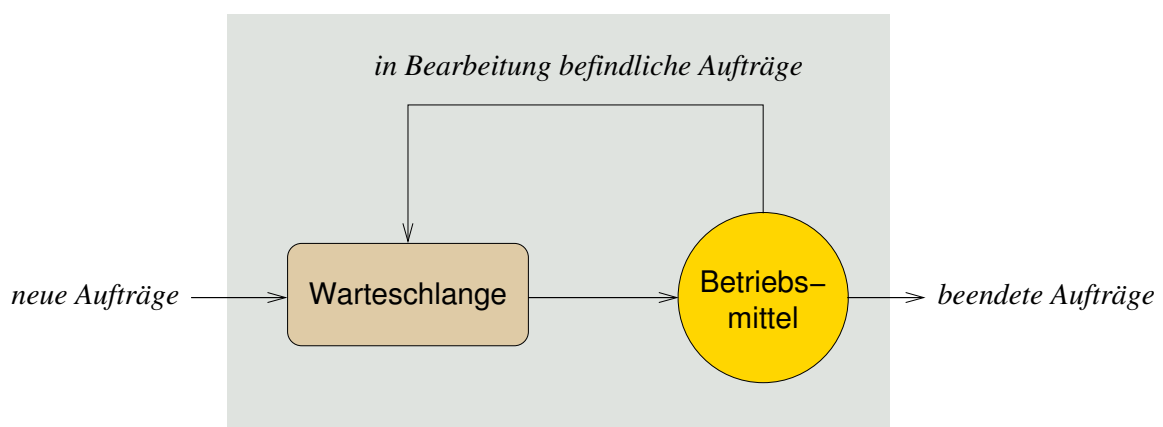 in Bearbeitung befindliche Aufträge
neue Aufträge
Warteschlange
Betriebs−
mittel
beendete Aufträge